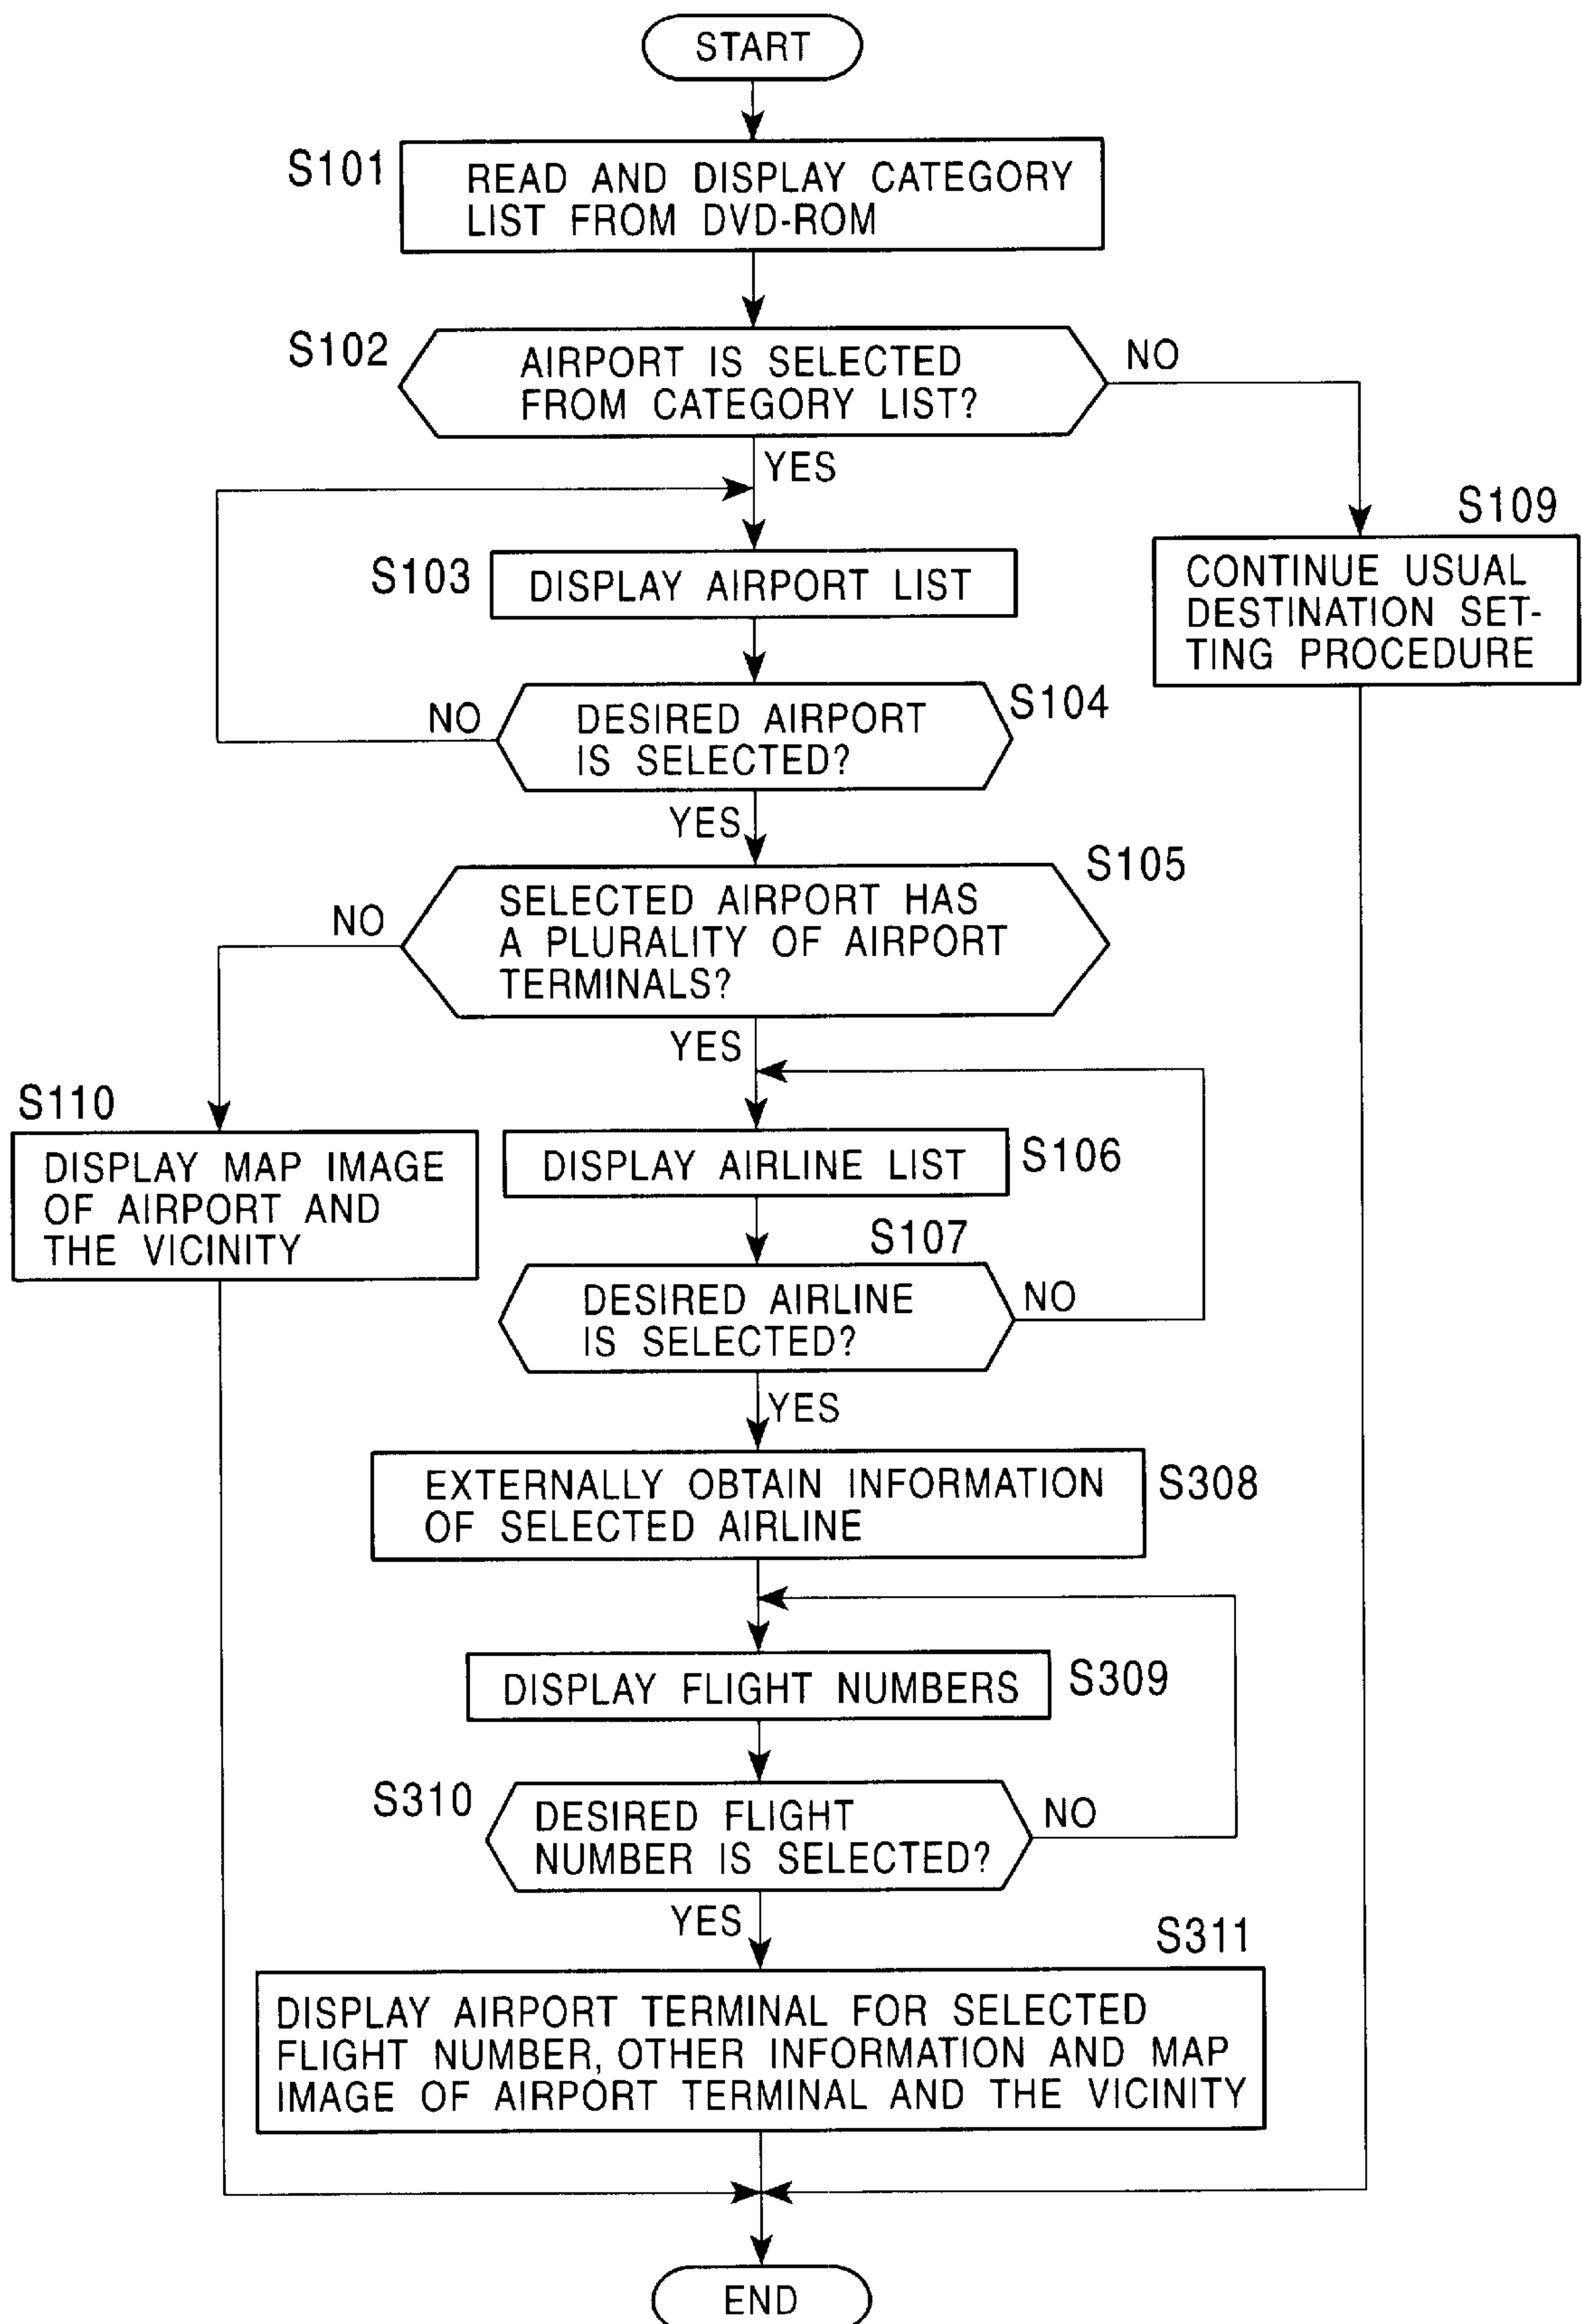 START
S101
READ AND DISPLAY CATEGORY
LIST FROM DVD-ROM
S102
AIRPORT IS SELECTED
FROM CATEGORY LIST?
NO
YES
S109
CONTINUE USUAL
DESTINATION SET-
TING PROCEDURE
S103
DISPLAY AIRPORT LIST
S104
DESIRED AIRPORT
IS SELECTED?
NO
YES
S105
SELECTED AIRPORT HAS
A PLURALITY OF AIRPORT
TERMINALS?
NO
YES
S110
DISPLAY MAP IMAGE
OF AIRPORT AND
THE VICINITY
DISPLAY AIRLINE LIST
S106
S107
DESIRED AIRLINE
IS SELECTED?
NO
YES
EXTERNALLY OBTAIN INFORMATION
OF SELECTED AIRLINE
S308
DISPLAY FLIGHT NUMBERS
S309
S310
DESIRED FLIGHT
NUMBER IS SELECTED?
NO
YES
S311
DISPLAY AIRPORT TERMINAL FOR SELECTED
FLIGHT NUMBER, OTHER INFORMATION AND MAP
IMAGE OF AIRPORT TERMINAL AND THE VICINITY
END